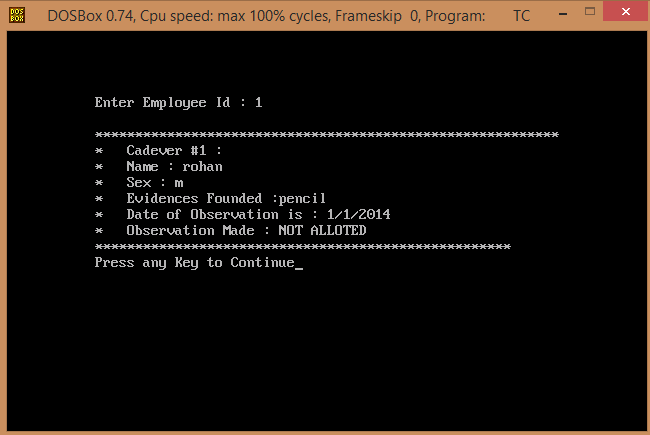 DOS BOX DOSBox 0.74, Cpu speed: max 100% cycles, Frameskip 0, Program: TC
Enter Employee Id : 1
**********************************************************
* Cadever #1 :
* Name : rohan
* Sex : m
* Evidences Founded :pencil
* Date of Observation is : 1/1/2014
* Observation Made : NOT ALLOTED
****************************************************
Press any Key to Continue_